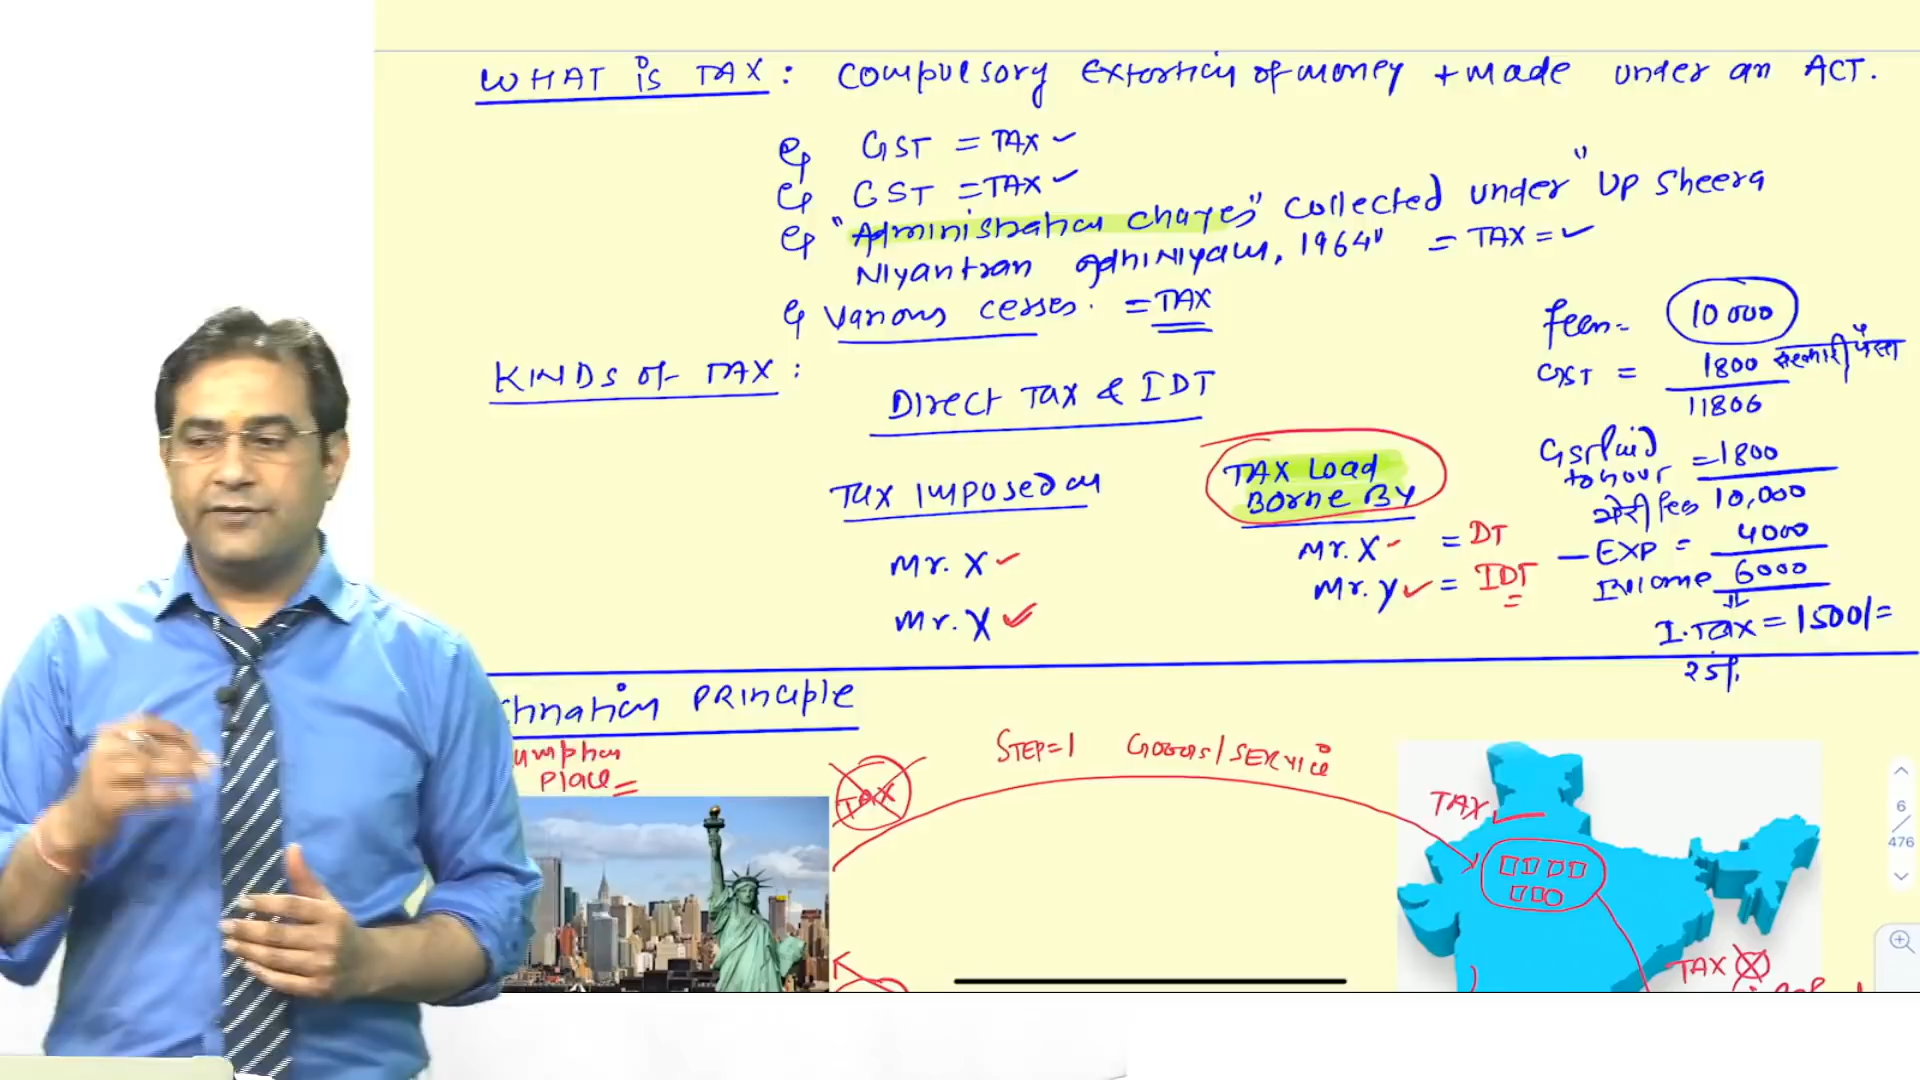 WHAT is TAX : Compulsory Extortion of money + made under an ACT.
eg GST = TAX ✓
eg CGST = TAX ✓
eg "Administration charges" collected under "UP Sheera
Niyantran Adhiniyam, 1964" = TAX = ✓
eg Various cesses. = TAX
Fees = 10000
GST = 1800 सरकारी पैसा
11800
KINDS of TAX :
Direct Tax & IDT
GST Paid
to Gov = 1800
मेरी fees 10,000
- EXP = 4000
Income 6000
I.Tax = 1500/=
25%
Tax Imposed on
TAX Load
Borne By
Mr. X ✓
Mr. X - = DT
Mr. X ✓
Mr. Y ✓ = IDT
PRINCIPLE
Place =
TAX
STEP=1 Goods/SERVICE
TAX ✓
TAX
6
/
476